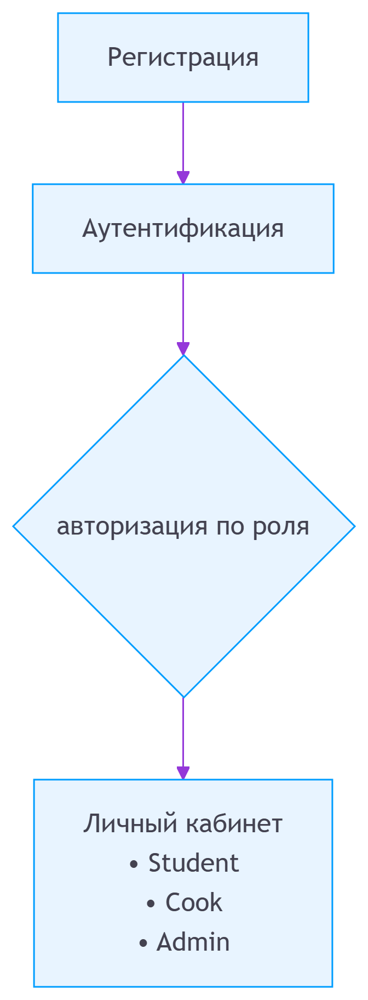 Регистрация
Аутентификация
авторизация по роля
Личный кабинет
• Student
• Cook
• Admin